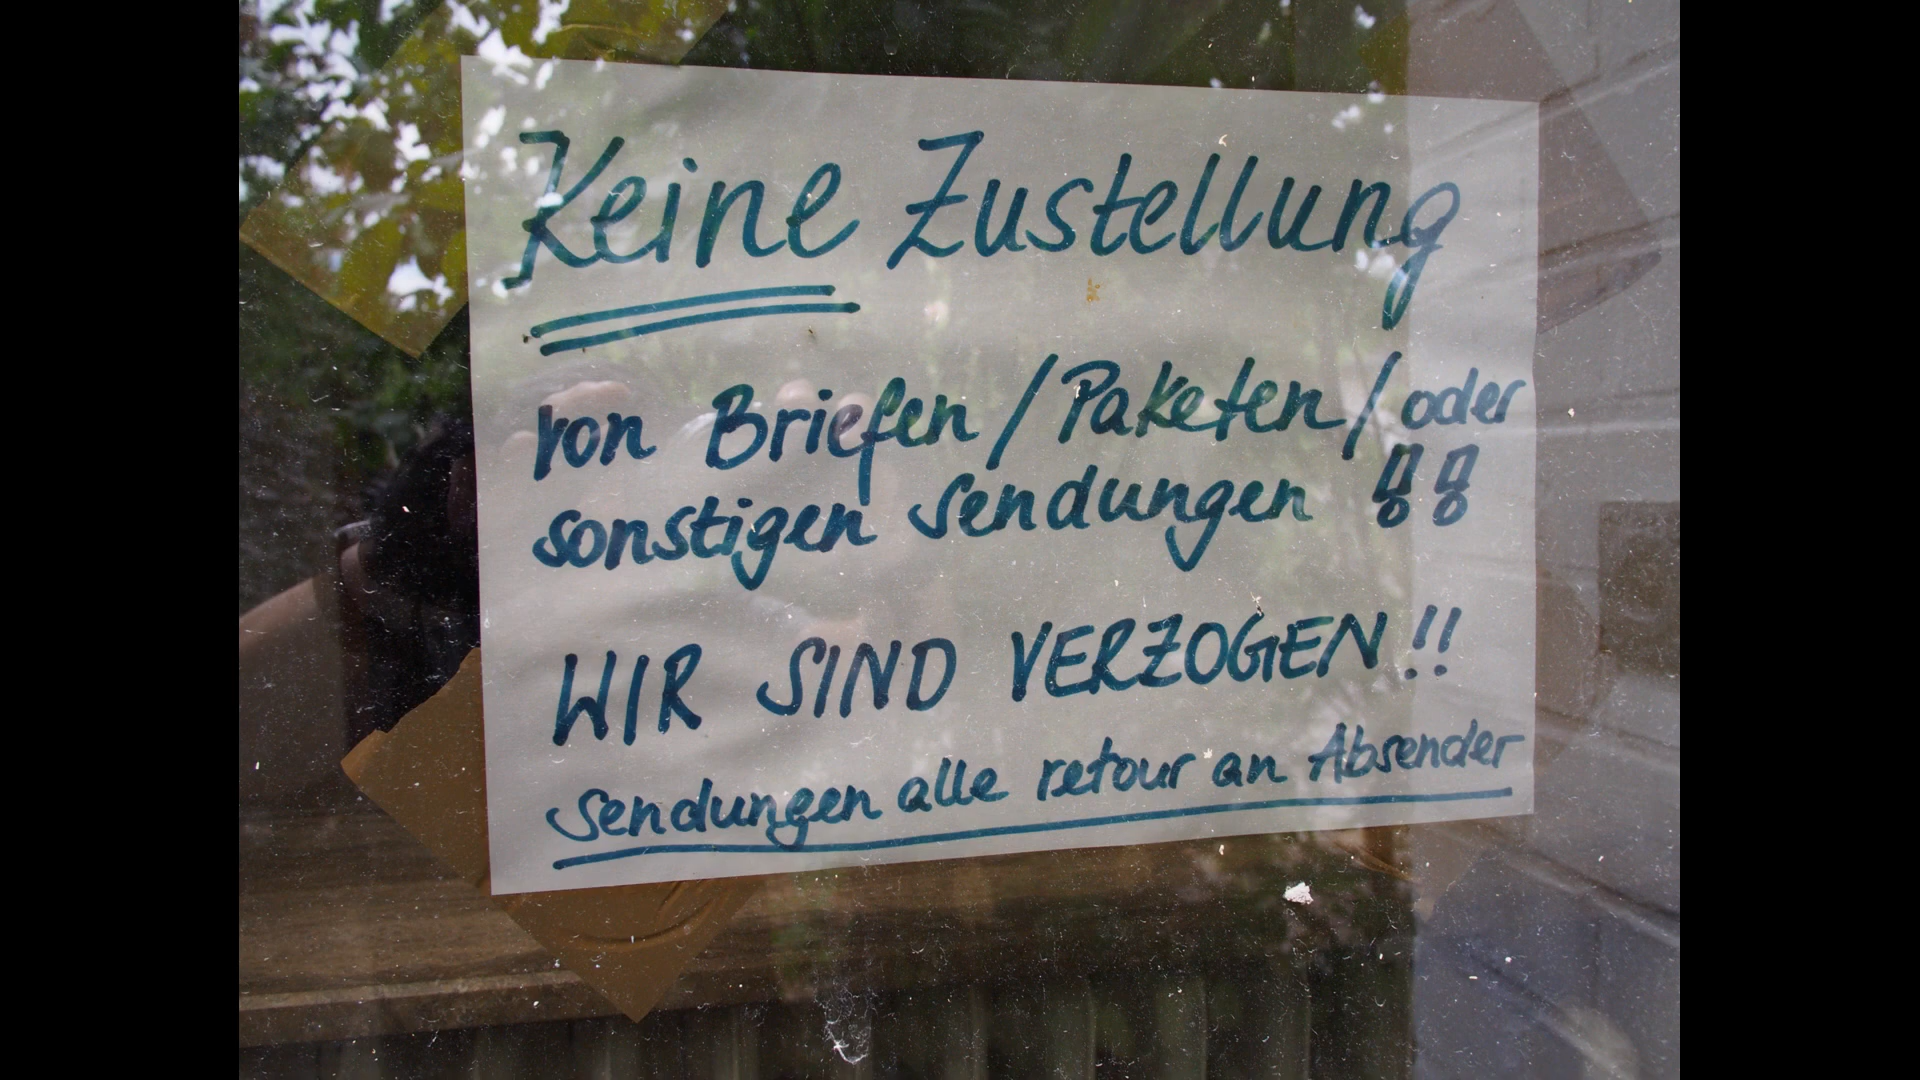 Keine Zustellung
von Briefen / Paketen / oder
sonstigen Sendungen !!
WIR SIND VERZOGEN !!
Sendungen alle retour an Absender